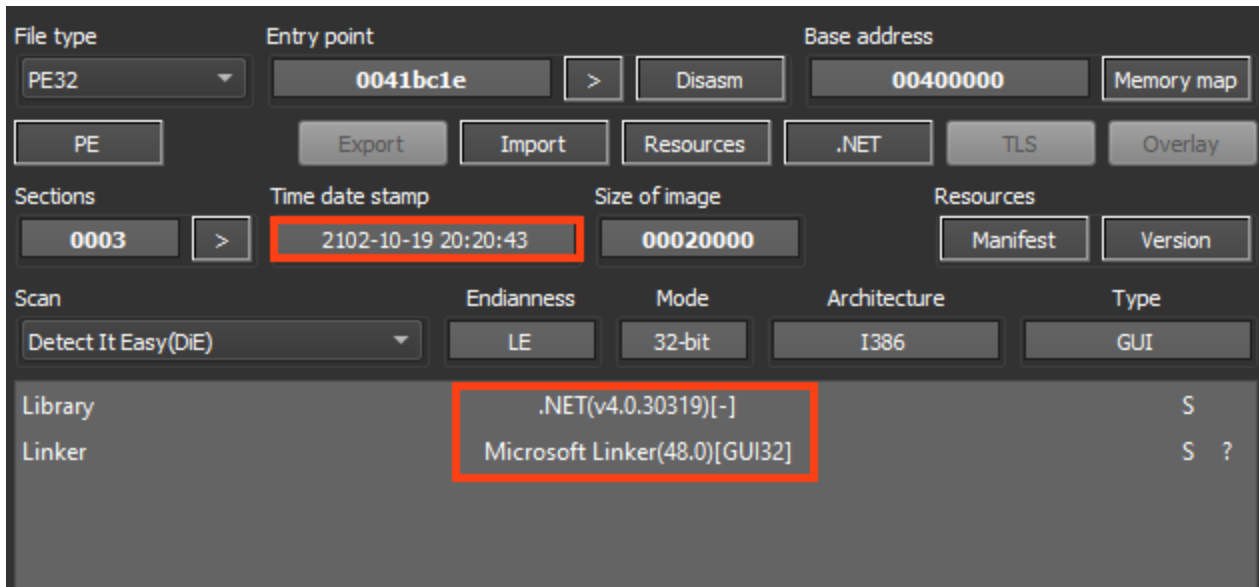 File type Entry point Base address
PE32 0041bc1e > Disasm 00400000 Memory map
PE Export Import Resources .NET TLS Overlay
Sections Time date stamp Size of image Resources
0003 > 2102-10-19 20:20:43 00020000 Manifest Version
Scan Endianness Mode Architecture Type
Detect It Easy(DiE) LE 32-bit I386 GUI
Library .NET(v4.0.30319)[-] S
Linker Microsoft Linker(48.0)[GUI32] S ?